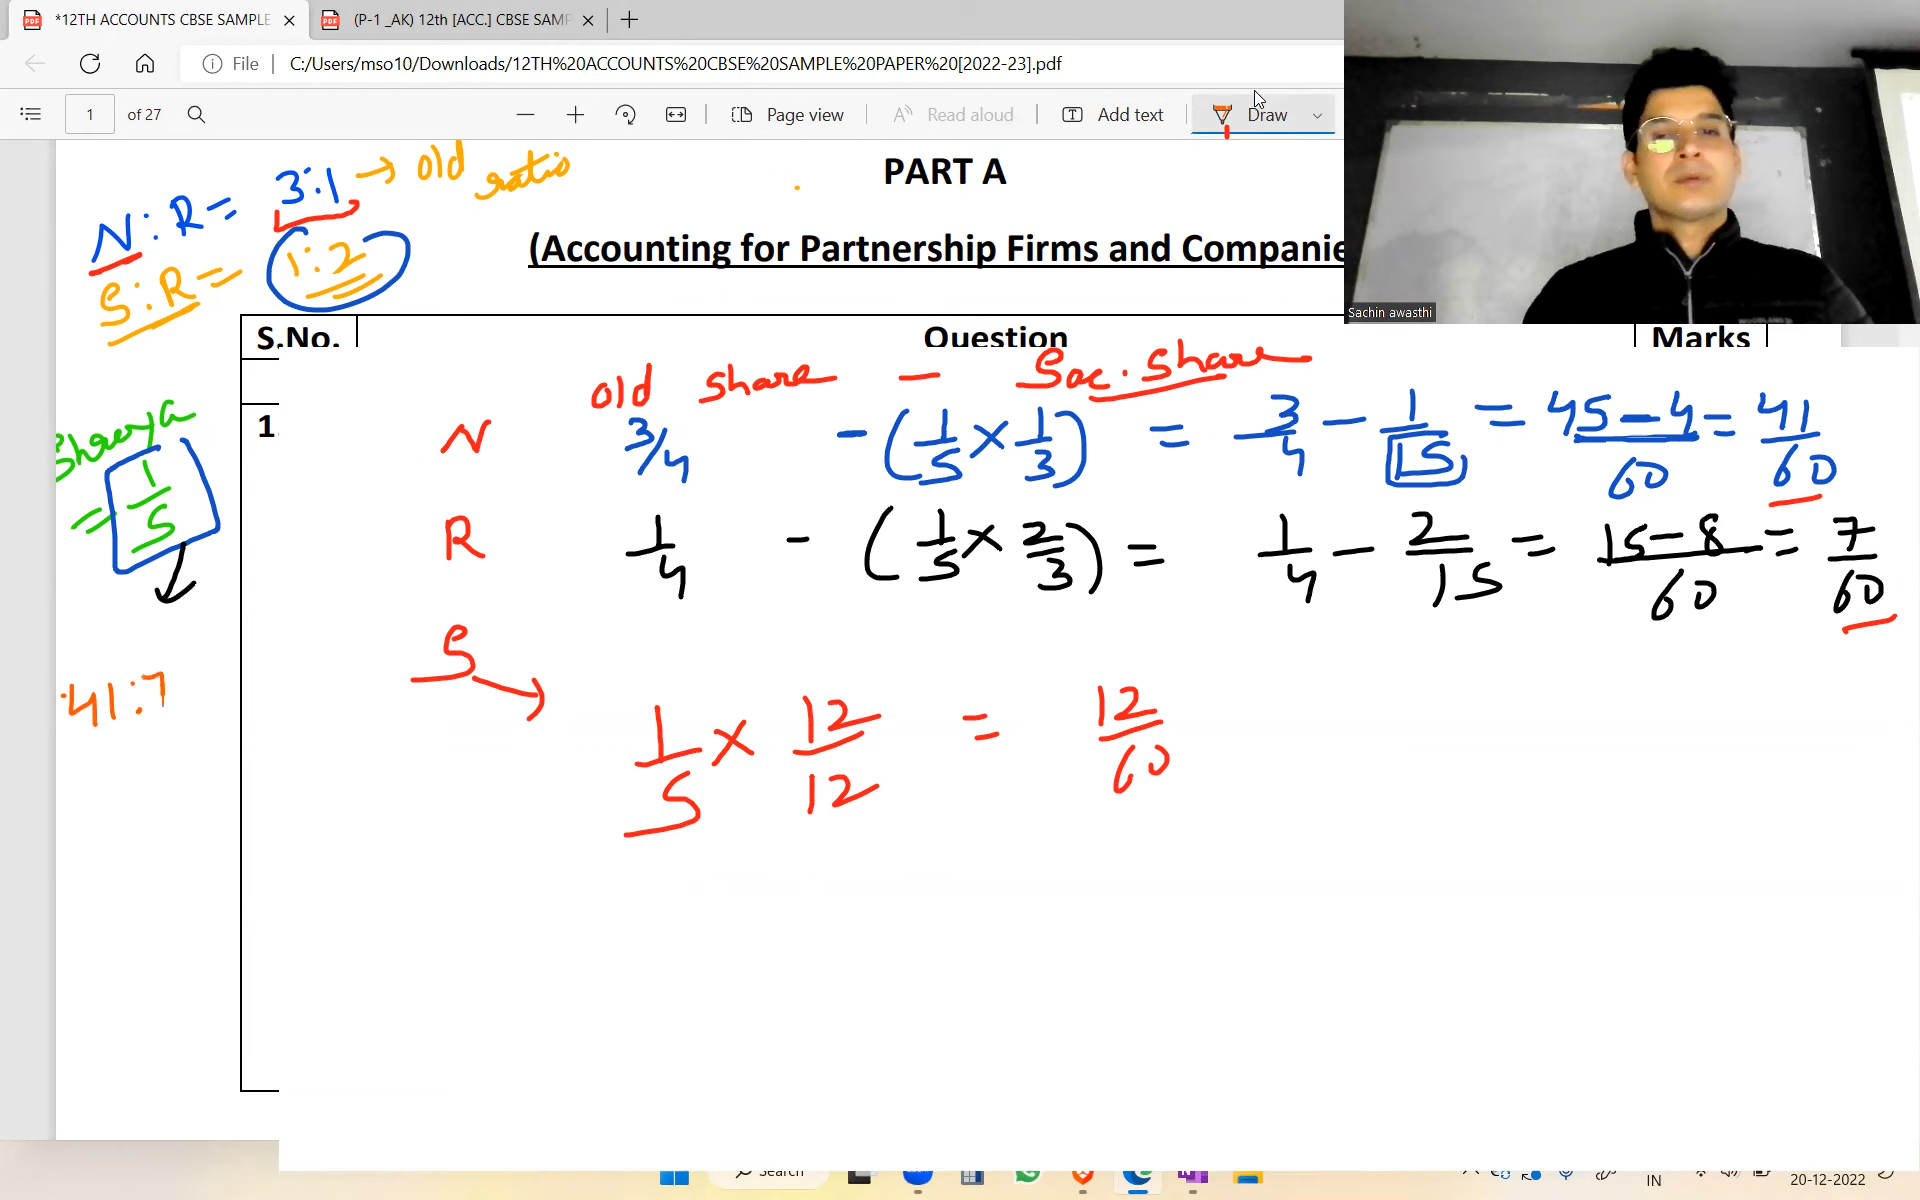 *12TH ACCOUNTS CBSE SAMPLE
(P-1 _AK) 12th [ACC.] CBSE SAMP
File
C:/Users/mso10/Downloads/12TH%20ACCOUNTS%20CBSE%20SAMPLE%20PAPER%20[2022-23].pdf
1 of 27
Page view
Read aloud
Add text
Draw
Sachin awasthi
PART A
(Accounting for Partnership Firms and Companie
N : R = 3:1 → old ratio
S : R = 1:2
S.No. Question Marks
1
Shreya = 1/5
old share - Sac. share
N 3/4 - (1/5 × 1/3) = 3/4 - 1/15 = 45-4/60 = 41/60
R 1/4 - (1/5 × 2/3) = 1/4 - 2/15 = 15-8/60 = 7/60
S → 1/5 × 12/12 = 12/60
41:7
Search
IN
20-12-2022